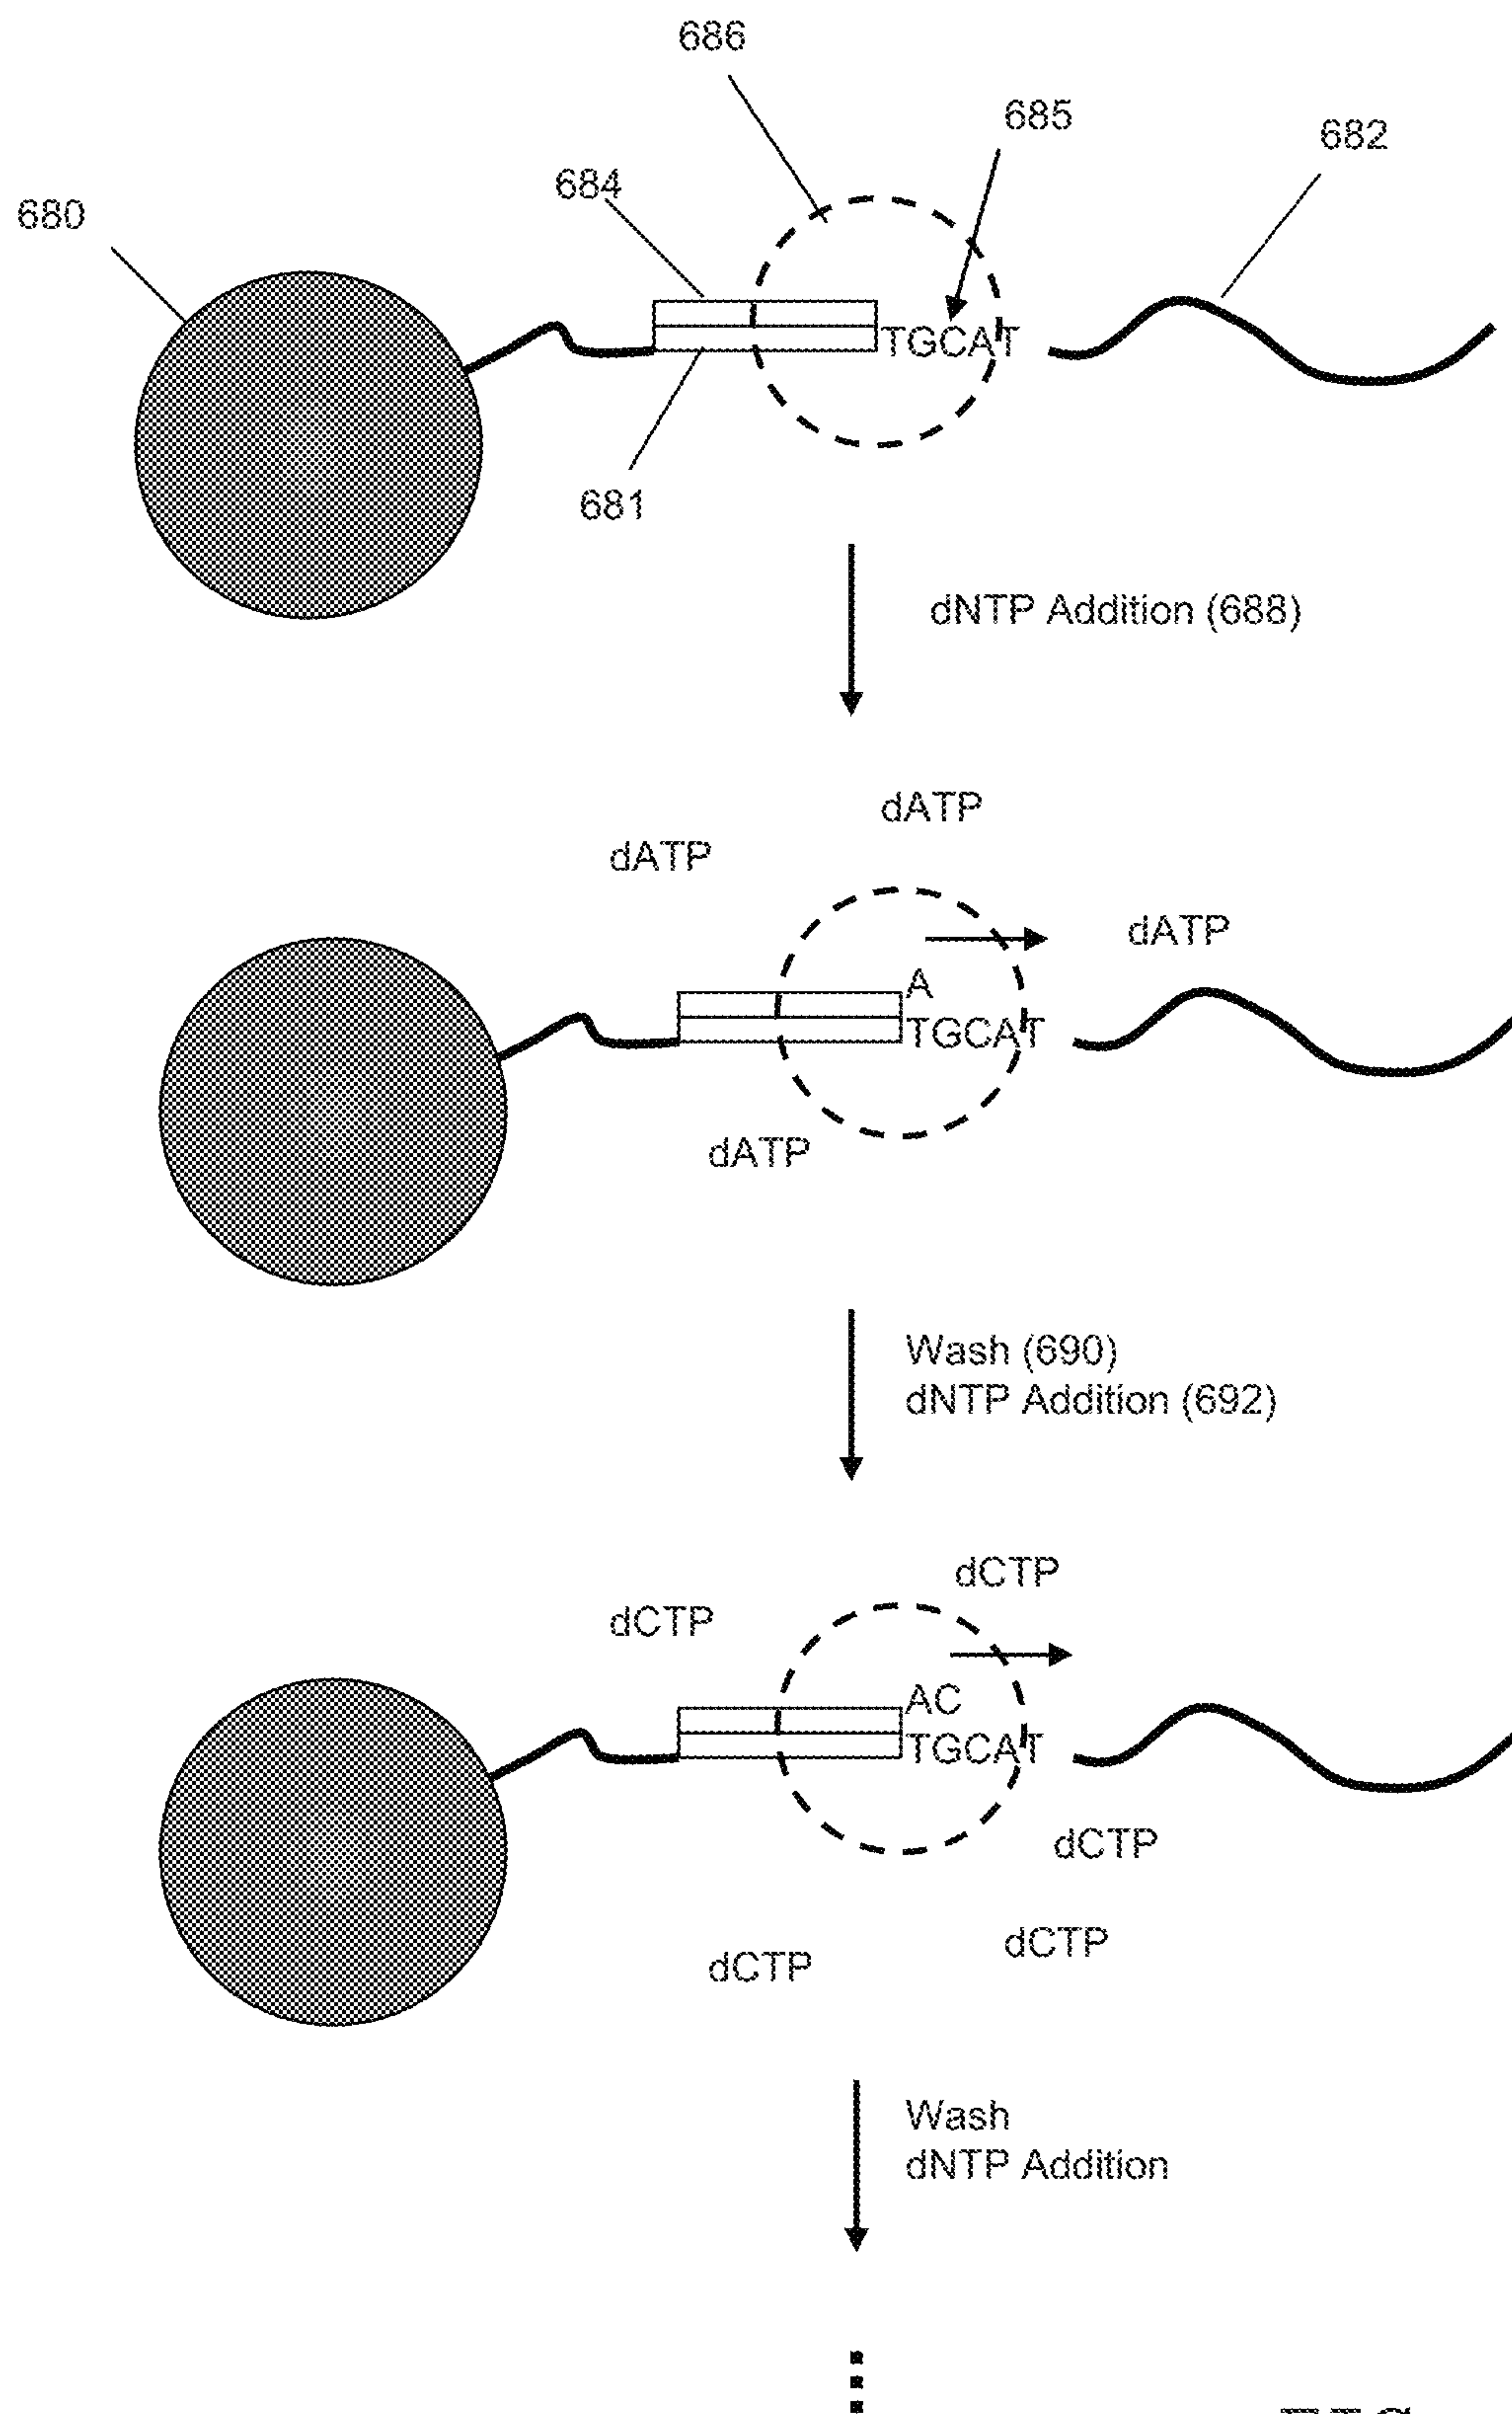 686
685
682
684
680
TGCAT
681
dNTP Addition (688)
dATP
dATP
dATP
A
TGCAT
dATP
Wash (690)
dNTP Addition (692)
dCTP
dCTP
AC
TGCAT
dCTP
dCTP
dCTP
Wash
dNTP Addition